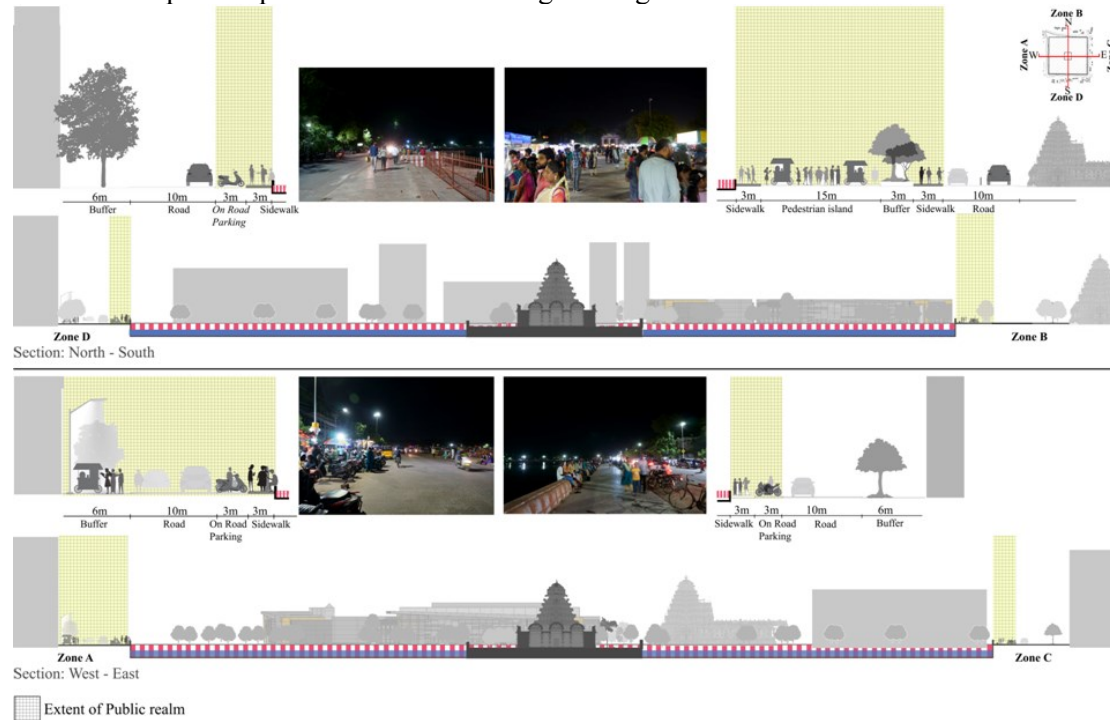 Zone B
N
Zone A
W
E
Zone C
S
Zone D
6m
10m
3m
3m
Buffer
Road
On Road
Parking
Sidewalk
3m
15m
3m
3m
10m
Sidewalk
Pedestrian island
Buffer
Sidewalk
Road
Zone D
Zone B
Section: North - South
6m
10m
3m
3m
Buffer
Road
On Road
Parking
Sidewalk
3m
3m
10m
6m
Sidewalk
On Road
Parking
Road
Buffer
Zone A
Zone C
Section: West - East
Extent of Public realm